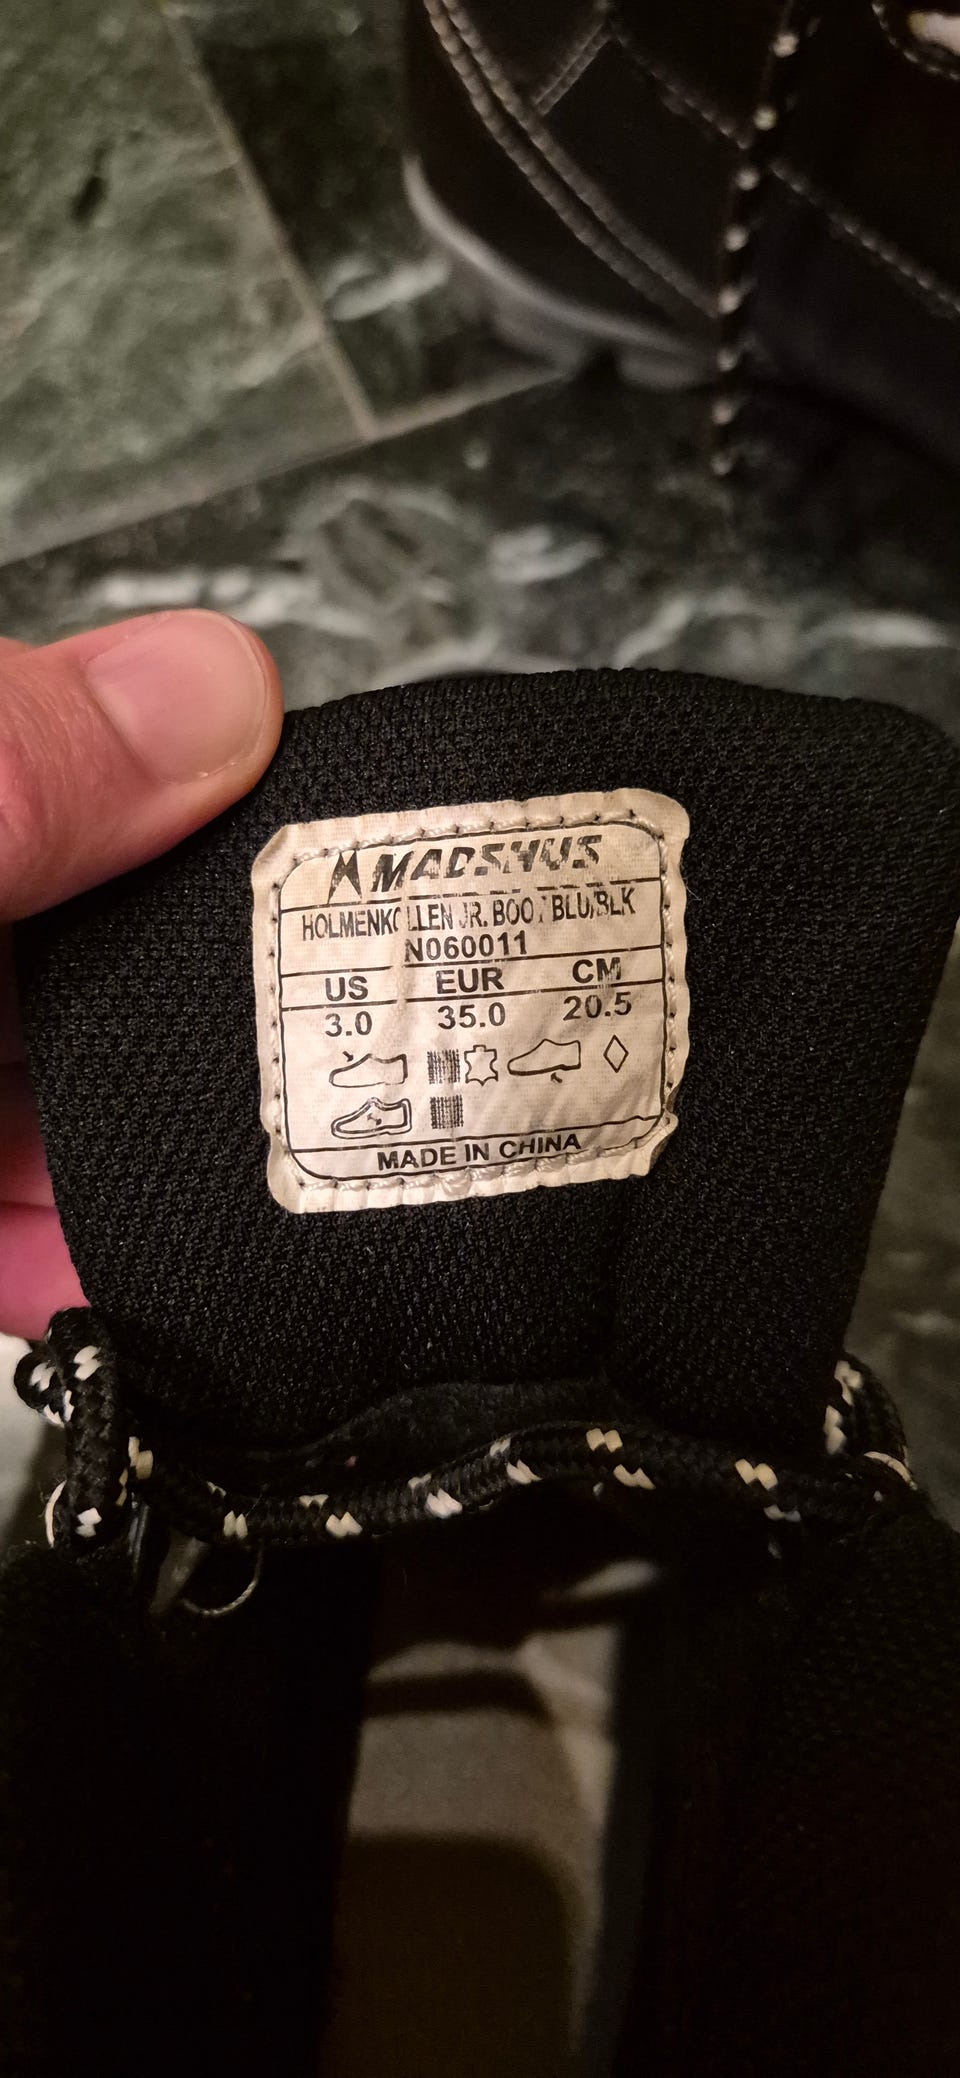 MADSHUS
HOLMENKOLLEN JR. BOOT BLU/BLK
N060011
US EUR CM
3.0 35.0 20.5
MADE IN CHINA